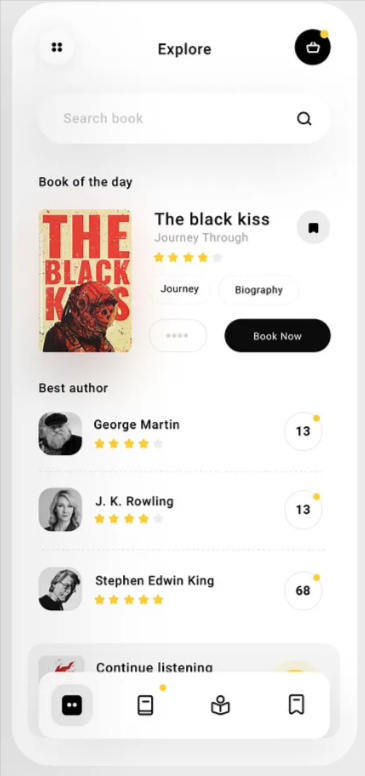 Explore
Search book
Book of the day
THE
BLACK
KISS
The black kiss
Journey Through
Journey
Biography
Book Now
Best author
George Martin
13
J. K. Rowling
13
Stephen Edwin King
68
Continue listening